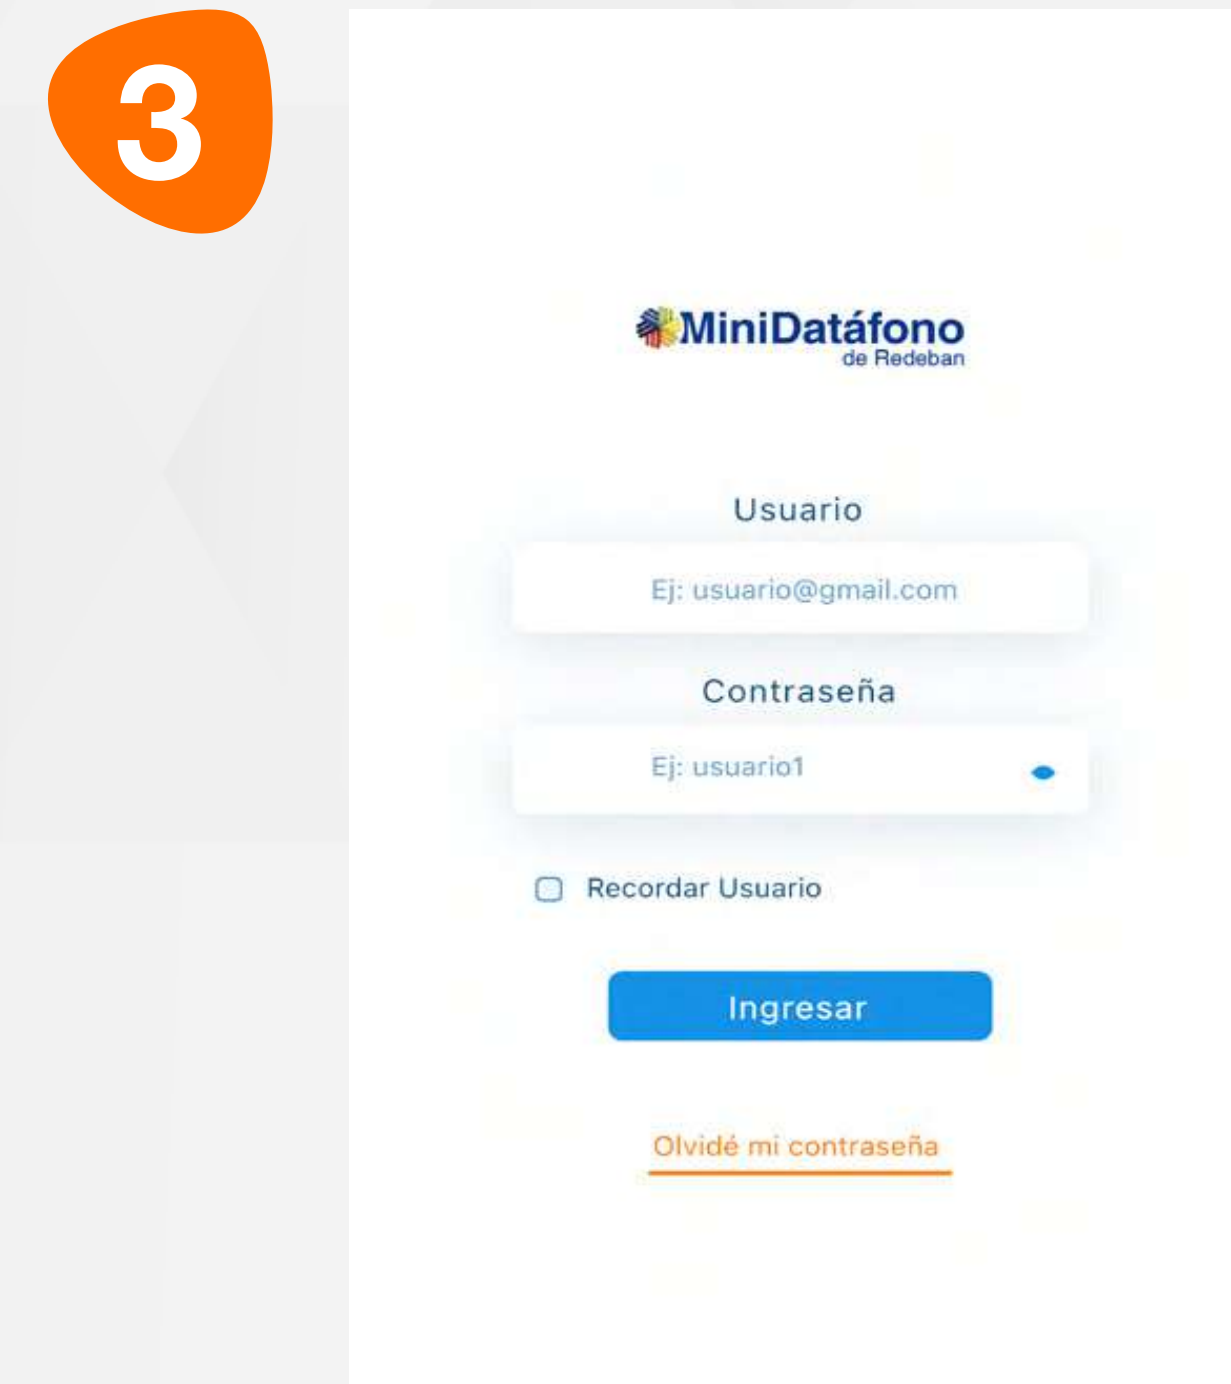 3
MiniDatáfono
de Redeban
Usuario
Ej: usuario@gmail.com
Contraseña
Ej: usuario1
Recordar Usuario
Ingresar
Olvidé mi contraseña